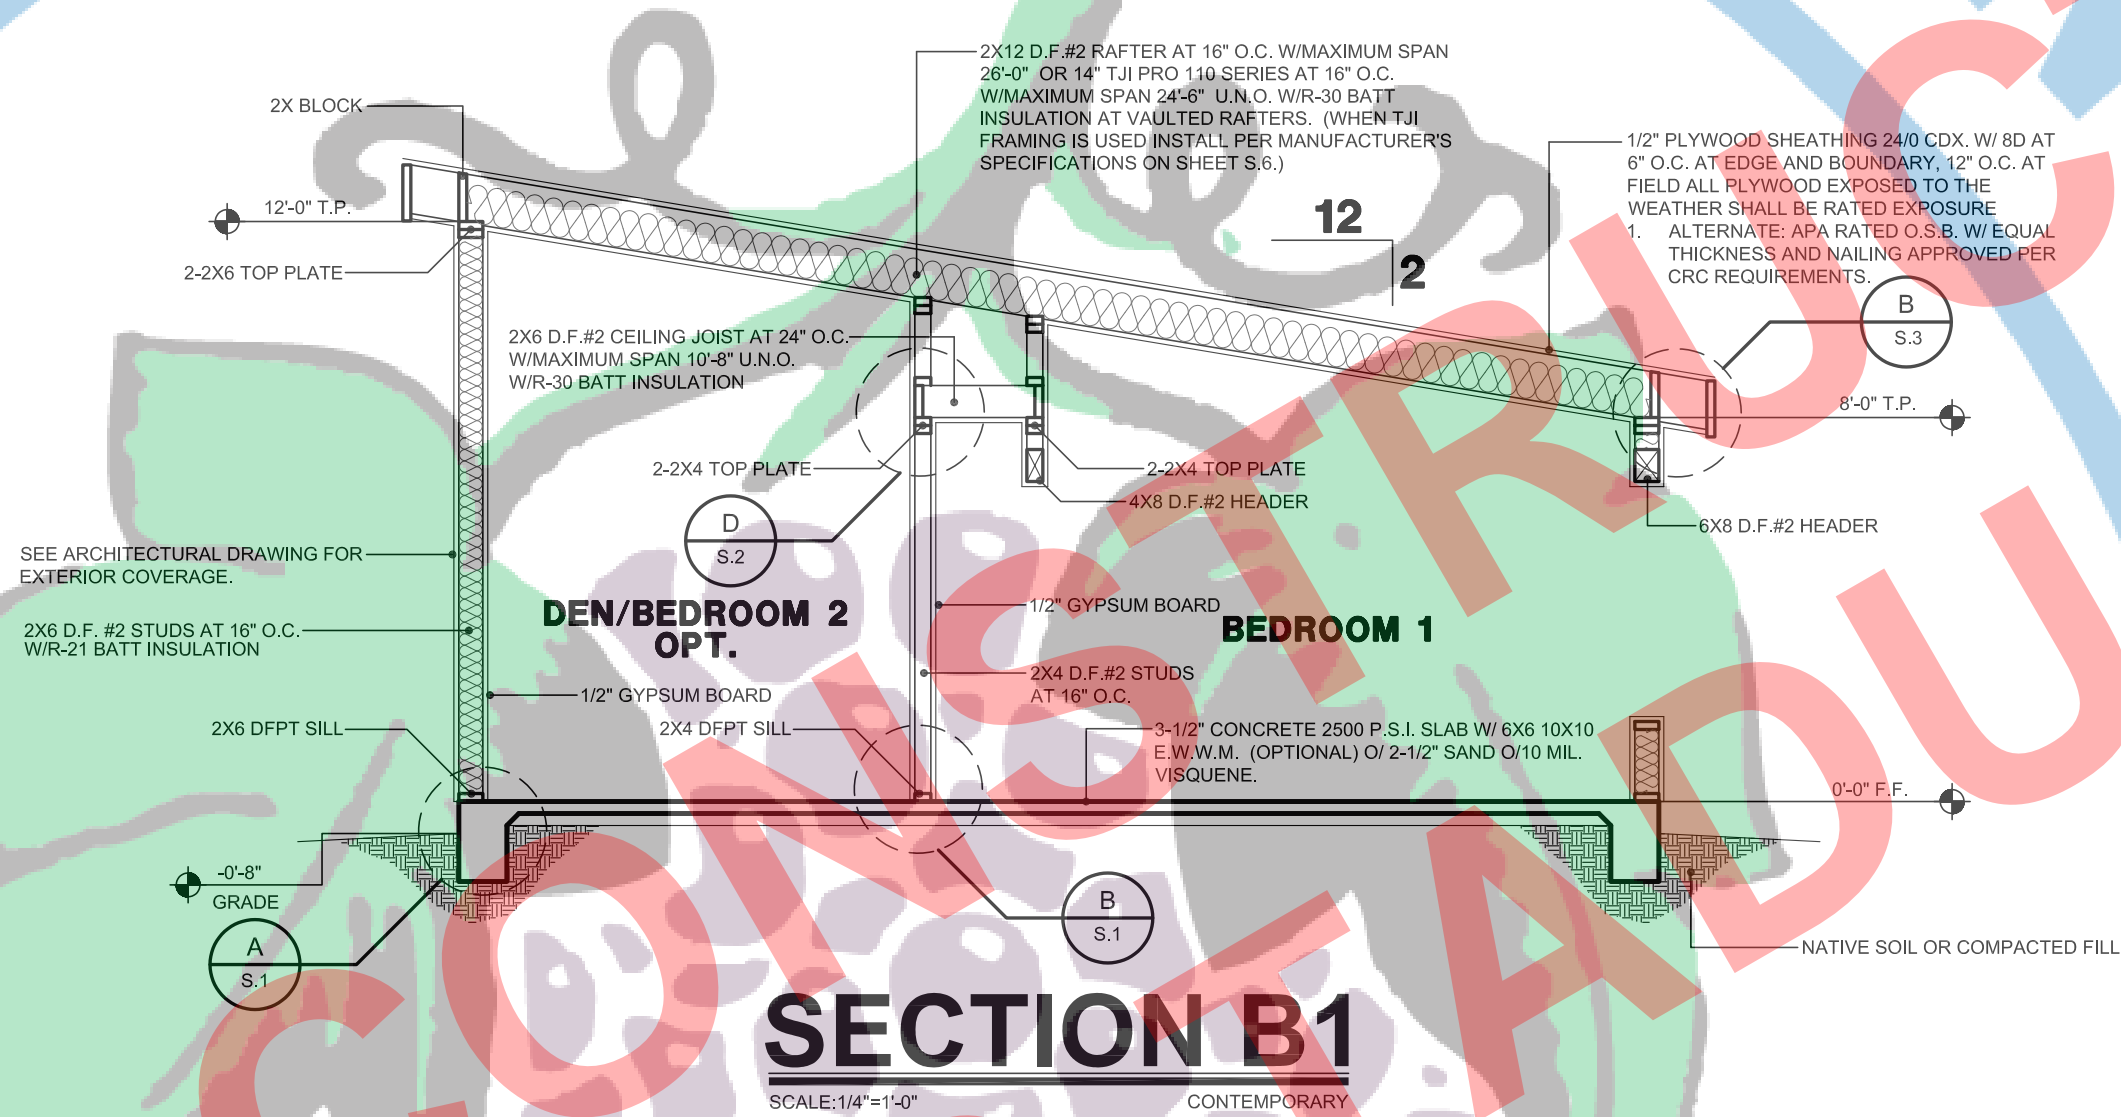 2X12 D.F.#2 RAFTER AT 16" O.C. W/MAXIMUM SPAN
26'-0" OR 14" TJI PRO 110 SERIES AT 16" O.C.
W/MAXIMUM SPAN 24'-6" U.N.O. W/R-30 BATT
INSULATION AT VAULTED RAFTERS. (WHEN TJI
FRAMING IS USED INSTALL PER MANUFACTURER'S
SPECIFICATIONS ON SHEET S.6.)
2X BLOCK
1/2" PLYWOOD SHEATHING 24/0 CDX. W/ 8D AT
6" O.C. AT EDGE AND BOUNDARY, 12" O.C. AT
FIELD ALL PLYWOOD EXPOSED TO THE
WEATHER SHALL BE RATED EXPOSURE
1. ALTERNATE: APA RATED O.S.B. W/ EQUAL
THICKNESS AND NAILING APPROVED PER
CRC REQUIREMENTS.
12'-0" T.P.
12
2
2-2X6 TOP PLATE
B
S.3
2X6 D.F.#2 CEILING JOIST AT 24" O.C.
W/MAXIMUM SPAN 10'-8" U.N.O.
W/R-30 BATT INSULATION
8'-0" T.P.
2-2X4 TOP PLATE
2-2X4 TOP PLATE
4X8 D.F.#2 HEADER
6X8 D.F.#2 HEADER
D
S.2
SEE ARCHITECTURAL DRAWING FOR
EXTERIOR COVERAGE.
DEN/BEDROOM 2
OPT.
1/2" GYPSUM BOARD
BEDROOM 1
2X6 D.F. #2 STUDS AT 16" O.C.
W/R-21 BATT INSULATION
2X4 D.F.#2 STUDS
AT 16" O.C.
1/2" GYPSUM BOARD
2X6 DFPT SILL
2X4 DFPT SILL
3-1/2" CONCRETE 2500 P.S.I. SLAB W/ 6X6 10X10
E.W.W.M. (OPTIONAL) O/ 2-1/2" SAND O/10 MIL.
VISQUENE.
0'-0" F.F.
-0'-8"
GRADE
A
S.1
B
S.1
NATIVE SOIL OR COMPACTED FILL
SECTION B1
SCALE:1/4"=1'-0"
CONTEMPORARY
CONSTRUCT
TADU